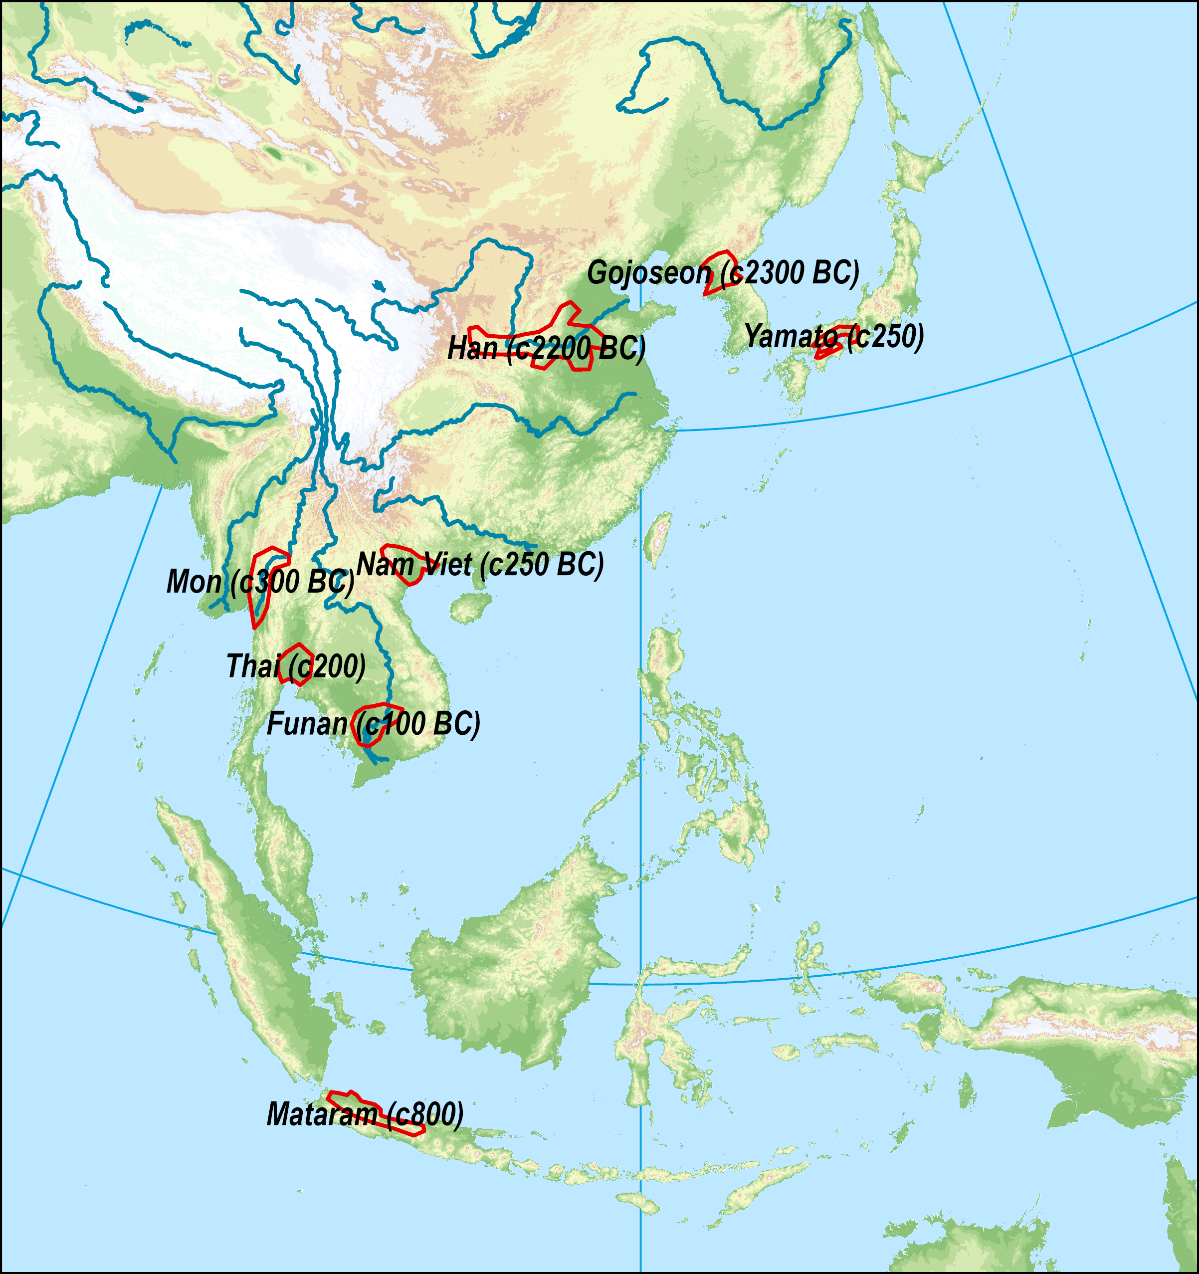 Gojoseon (c2300 BC)
Yamato (c250)
Han (c2200 BC)
Nam Viet (c250 BC)
Mon (c300 BC)
Thai (c200)
Funan (c100 BC)
Mataram (c800)